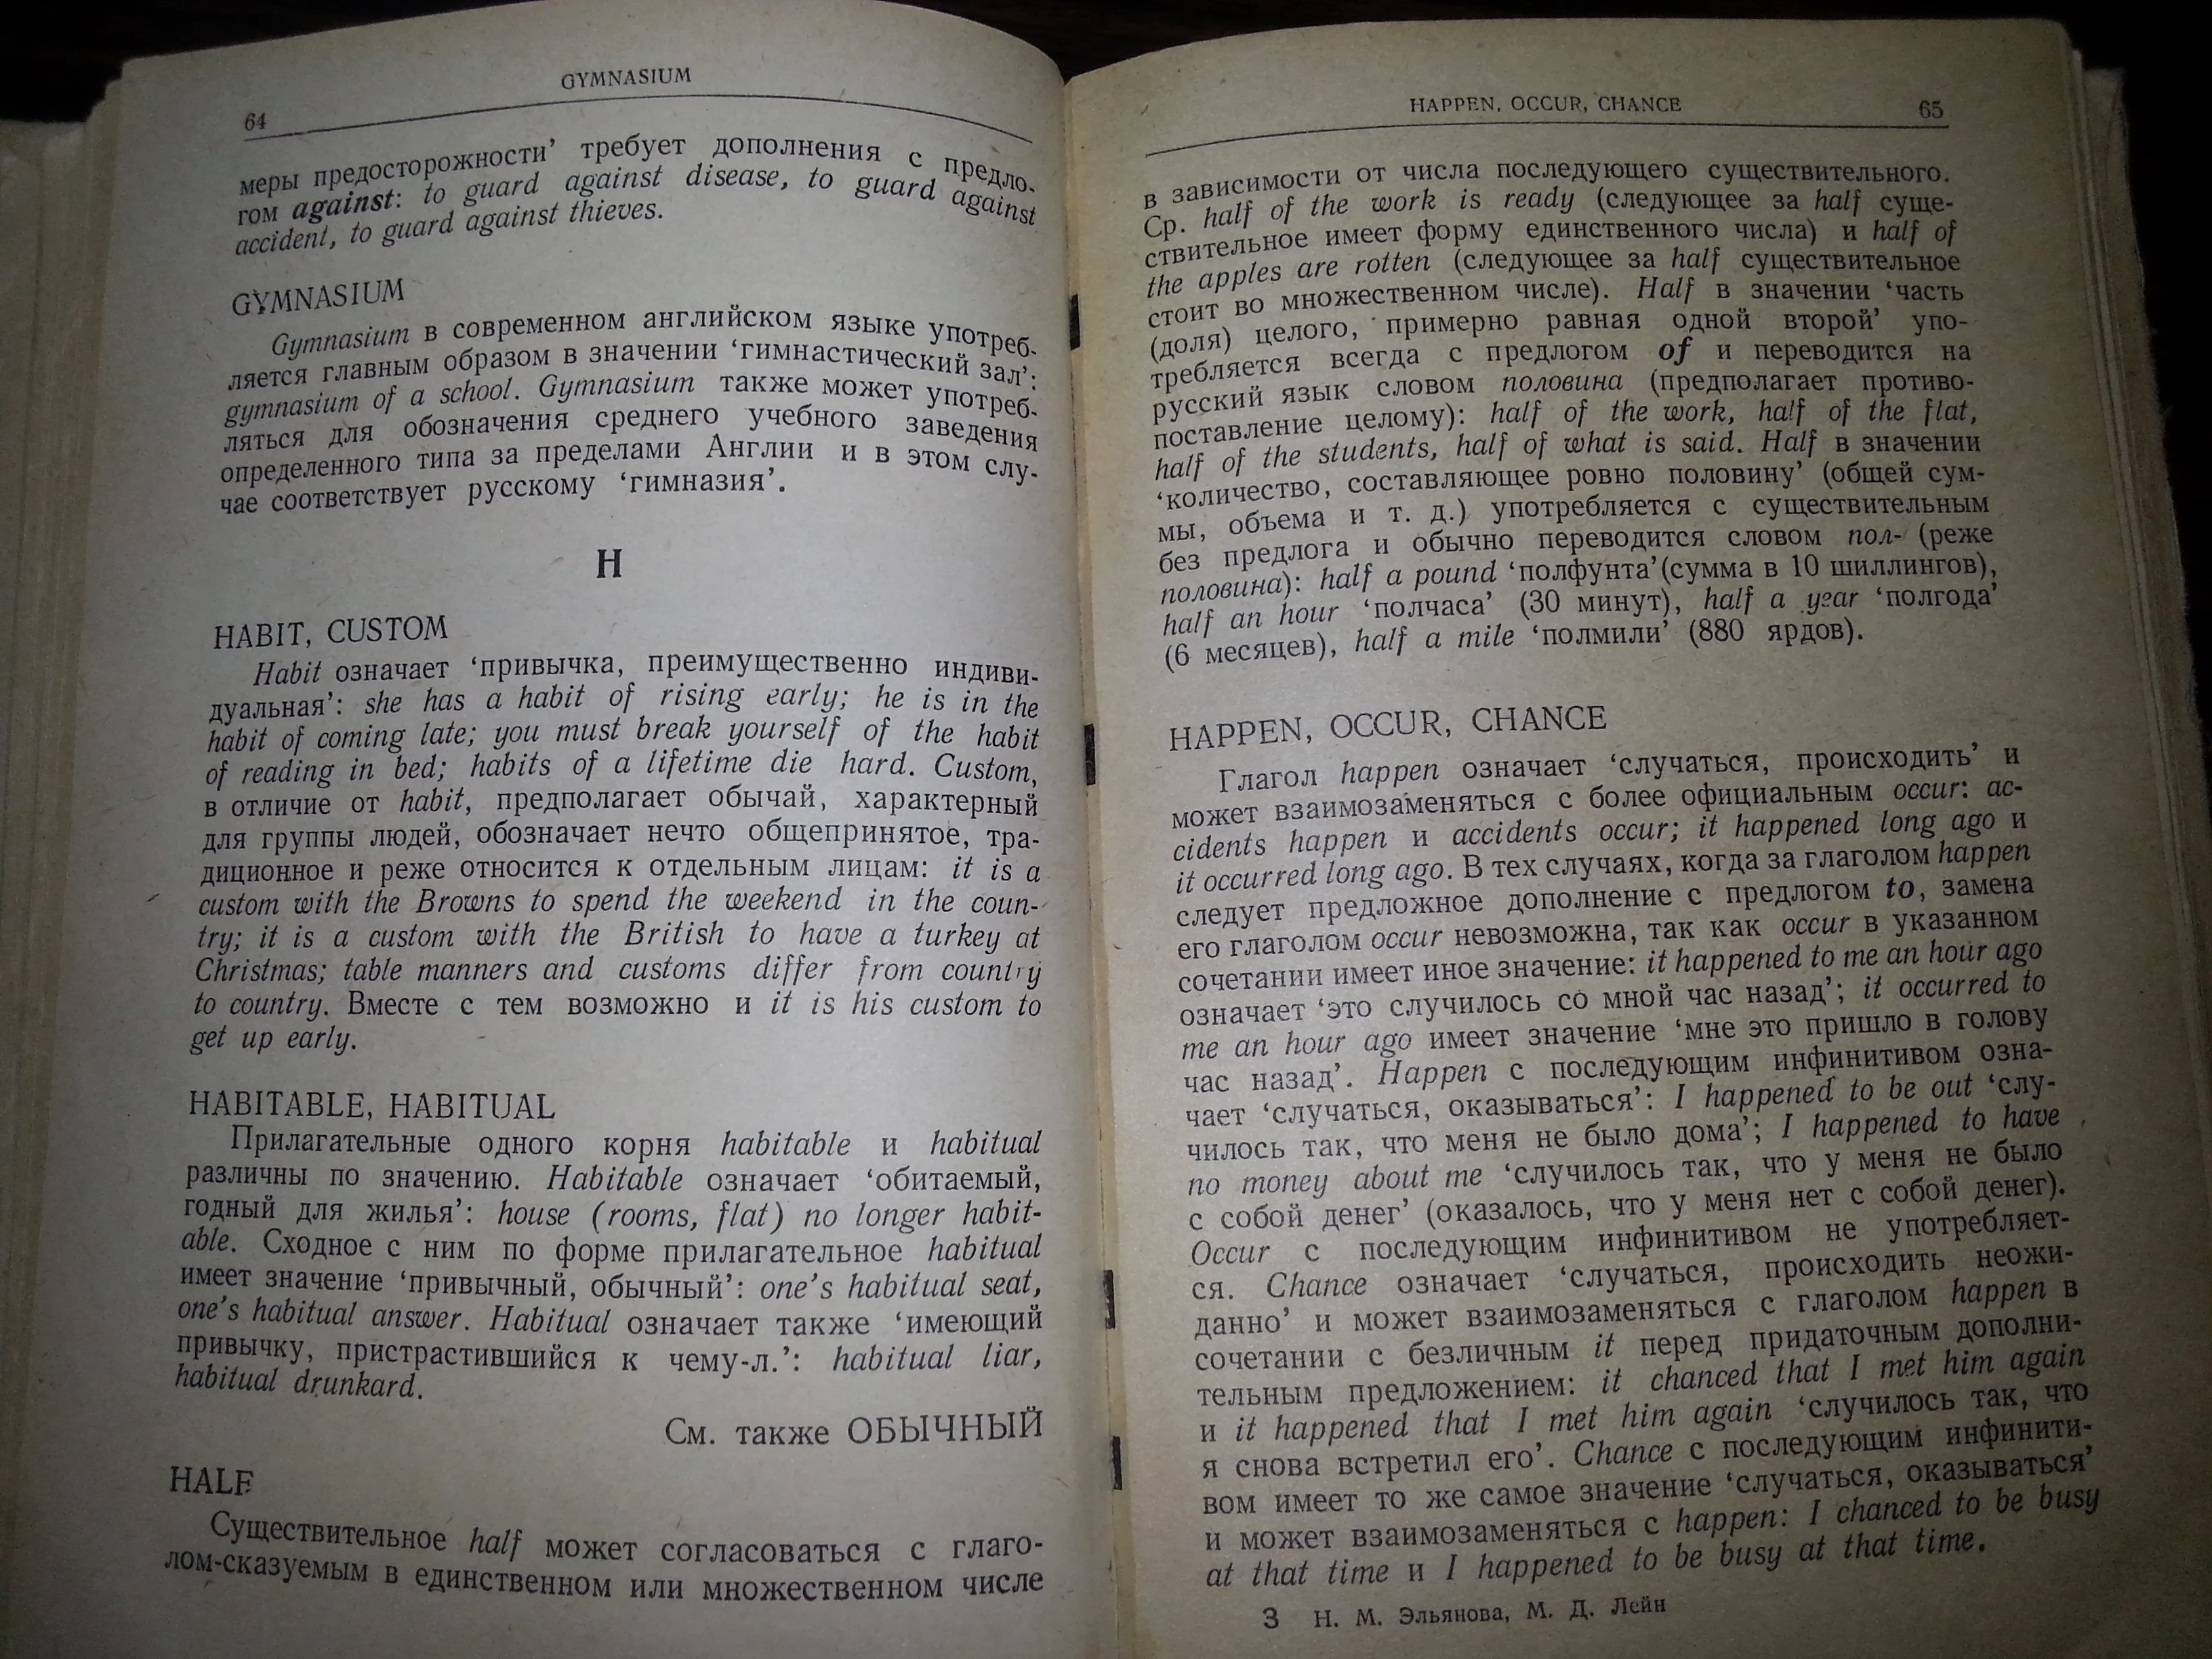 64
GYMNASIUM
меры предосторожности’ требует дополнения с предло-
гом against: to guard against disease, to guard against
accident, to guard against thieves.
GYMNASIUM
Gymnasium в современном английском языке употреб-
ляется главным образом в значении ‘гимнастический зал’:
gymnasium of a school. Gymnasium также может употреб-
ляться для обозначения среднего учебного заведения
определенного типа за пределами Англии и в этом слу-
чае соответствует русскому ‘гимназия’.
H
HABIT, CUSTOM
Habit означает ‘привычка, преимущественно индиви-
дуальная’: she has a habit of rising early; he is in the
habit of coming late; you must break yourself of the habit
of reading in bed; habits of a lifetime die hard. Custom,
в отличие от habit, предполагает обычай, характерный
для группы людей, обозначает нечто общепринятое, тра-
диционное и реже относится к отдельным лицам: it is a
custom with the Browns to spend the weekend in the coun-
try; it is a custom with the British to have a turkey at
Christmas; table manners and customs differ from country
to country. Вместе с тем возможно и it is his custom to
get up early.
HABITABLE, HABITUAL
Прилагательные одного корня habitable и habitual
различны по значению. Habitable означает ‘обитаемый,
годный для жилья’: house (rooms, flat) no longer habit-
able. Сходное с ним по форме прилагательное habitual
имеет значение ‘привычный, обычный’: one’s habitual seat,
one’s habitual answer. Habitual означает также ‘имеющий
привычку, пристрастившийся к чему-л.’: habitual liar,
habitual drunkard.
См. также ОБЫЧНЫЙ
HALF
Существительное half может согласоваться с глаго-
лом-сказуемым в единственном или множественном числе
HAPPEN, OCCUR, CHANCE
65
в зависимости от числа последующего существительного.
Ср. half of the work is ready (следующее за half суще-
ствительное имеет форму единственного числа) и half of
the apples are rotten (следующее за half существительное
стоит во множественном числе). Half в значении ‘часть
(доля) целого, примерно равная одной второй’ упо-
требляется всегда с предлогом of и переводится на
русский язык словом половина (предполагает противо-
поставление целому): half of the work, half of the flat,
half of the students, half of what is said. Half в значении
‘количество, составляющее ровно половину’ (общей сум-
мы, объема и т. д.) употребляется с существительным
без предлога и обычно переводится словом пол- (реже
половина): half a pound ‘полфунта’(сумма в 10 шиллингов),
half an hour ‘полчаса’ (30 минут), half a year ‘полгода’
(6 месяцев), half a mile ‘полмили’ (880 ярдов).
HAPPEN, OCCUR, CHANCE
Глагол happen означает ‘случаться, происходить’ и
может взаимозаменяться с более официальным occur: ac-
cidents happen и accidents occur; it happened long ago и
it occurred long ago. В тех случаях, когда за глаголом happen
следует предложное дополнение с предлогом to, замена
его глаголом occur невозможна, так как occur в указанном
сочетании имеет иное значение: it happened to me an hour ago
означает ‘это случилось со мной час назад’; it occurred to
me an hour ago имеет значение ‘мне это пришло в голову
час назад’. Happen с последующим инфинитивом озна-
чает ‘случаться, оказываться’: I happened to be out ‘слу-
чилось так, что меня не было дома’; I happened to have
no money about me ‘случилось так, что у меня не было
с собой денег’ (оказалось, что у меня нет с собой денег).
Occur с последующим инфинитивом не употребляет-
ся. Chance означает ‘случаться, происходить неожи-
данно’ и может взаимозаменяться с глаголом happen в
сочетании с безличным it перед придаточным дополни-
тельным предложением: it chanced that I met him again
и it happened that I met him again ‘случилось так, что
я снова встретил его’. Chance с последующим инфинити-
вом имеет то же самое значение ‘случаться, оказываться’
и может взаимозаменяться с happen: I chanced to be busy
at that time и I happened to be busy at that time.
3 Н. М. Эльянова, М. Д. Лейн